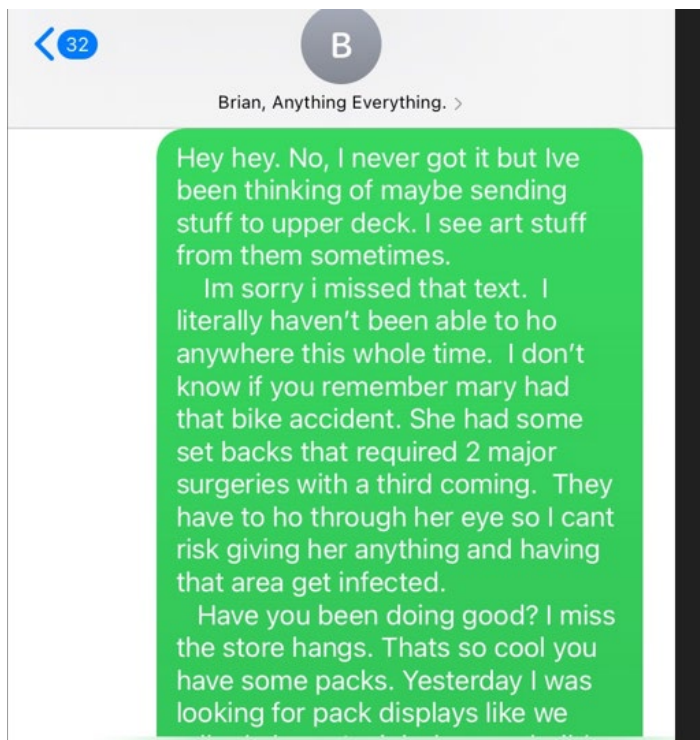 32
B
Brian, Anything Everything. >
Hey hey. No, I never got it but Ive
been thinking of maybe sending
stuff to upper deck. I see art stuff
from them sometimes.
Im sorry i missed that text. I
literally haven't been able to ho
anywhere this whole time. I don't
know if you remember mary had
that bike accident. She had some
set backs that required 2 major
surgeries with a third coming. They
have to ho through her eye so I cant
risk giving her anything and having
that area get infected.
Have you been doing good? I miss
the store hangs. Thats so cool you
have some packs. Yesterday I was
looking for pack displays like we